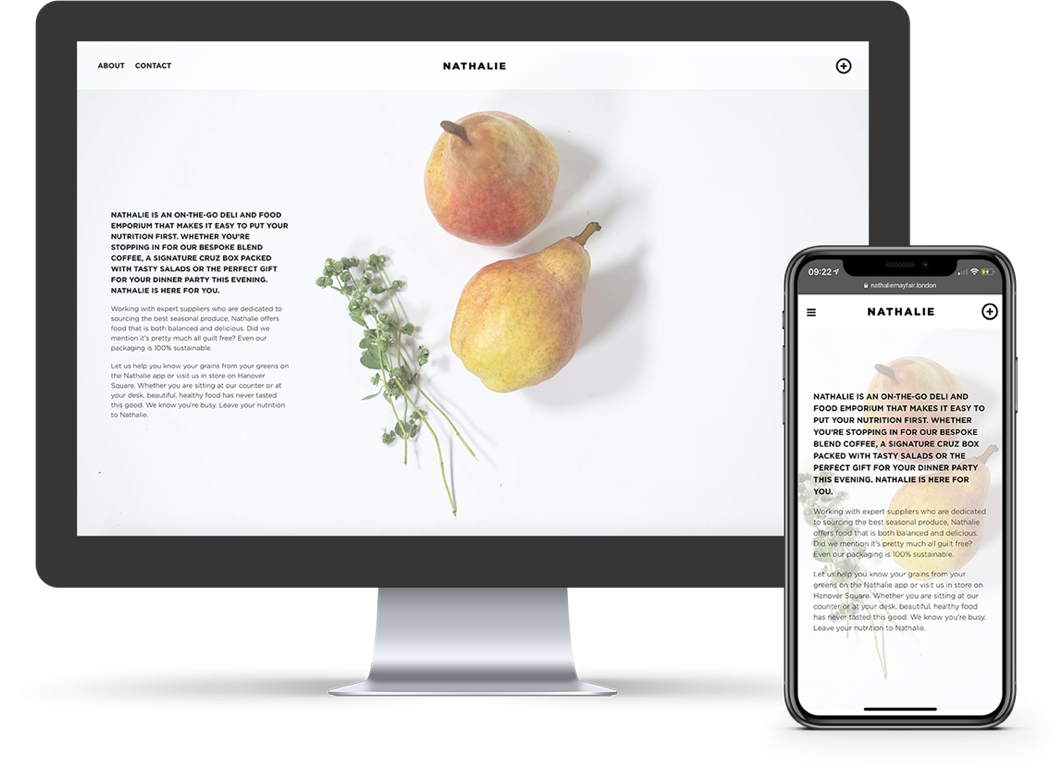 ABOUT CONTACT NATHALIE
NATHALIE IS AN ON-THE-GO DELI AND FOOD
EMPORIUM THAT MAKES IT EASY TO PUT YOUR
NUTRITION FIRST. WHETHER YOU'RE
STOPPING IN FOR OUR BESPOKE BLEND
COFFEE, A SIGNATURE CRUZ BOX PACKED
WITH TASTY SALADS OR THE PERFECT GIFT
FOR YOUR DINNER PARTY THIS EVENING.
NATHALIE IS HERE FOR YOU.
Working with expert suppliers who are dedicated to
sourcing the best seasonal produce, Nathalie offers
food that is both balanced and delicious. Did we
mention it's pretty much all guilt free? Even our
packaging is 100% sustainable.
Let us help you know your grains from your greens on
the Nathalie app or visit us in store on Hanover
Square. Whether you are sitting at our counter or at
your desk, beautiful, healthy food has never tasted
this good. We know you're busy. Leave your nutrition
to Nathalie.
09:22
nathaliemayfair.london
NATHALIE
NATHALIE IS AN ON-THE-GO DELI AND
FOOD EMPORIUM THAT MAKES IT EASY TO
PUT YOUR NUTRITION FIRST. WHETHER
YOU'RE STOPPING IN FOR OUR BESPOKE
BLEND COFFEE, A SIGNATURE CRUZ BOX
PACKED WITH TASTY SALADS OR THE
PERFECT GIFT FOR YOUR DINNER PARTY
THIS EVENING. NATHALIE IS HERE FOR
YOU.
Working with expert suppliers who are dedicated
to sourcing the best seasonal produce, Nathalie
offers food that is both balanced and delicious.
Did we mention it's pretty much all guilt free?
Even our packaging is 100% sustainable.
Let us help you know your grains from your
greens on the Nathalie app or visit us in store on
Hanover Square. Whether you are sitting at our
counter or at your desk, beautiful, healthy food
has never tasted this good. We know you're busy.
Leave your nutrition to Nathalie.